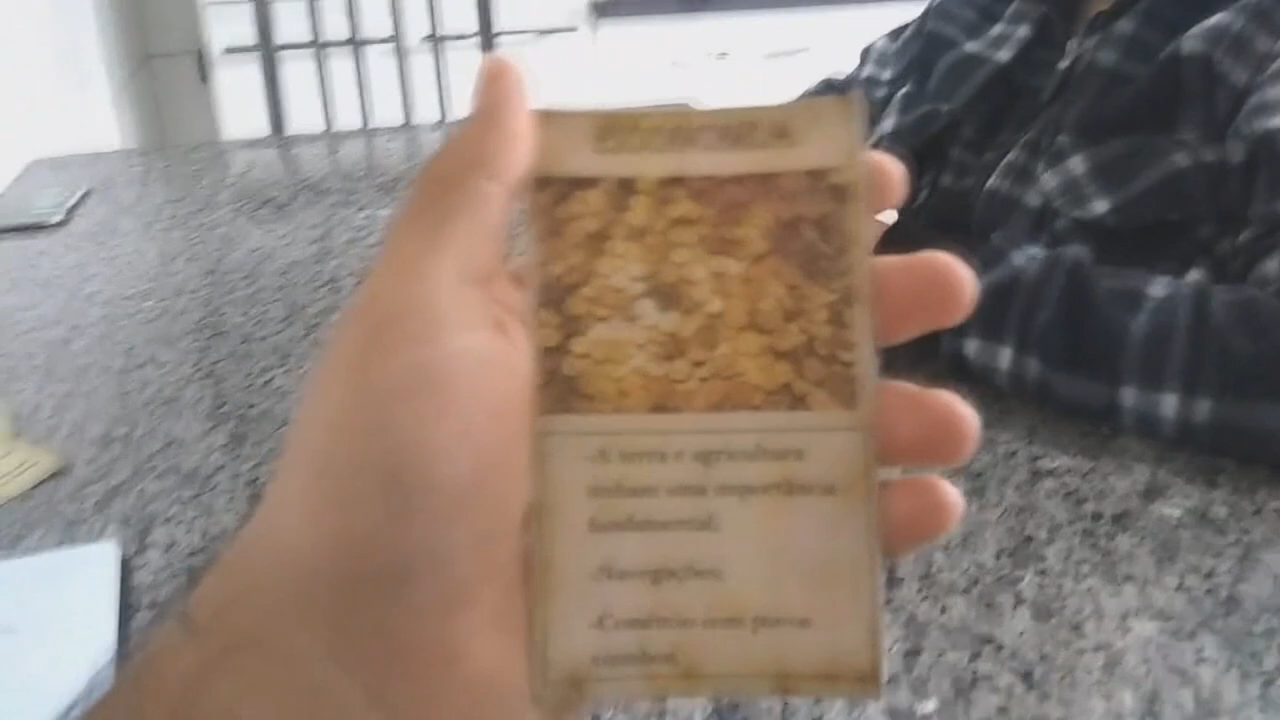 -A terra e agricultura
tinham uma importância
fundamental;
-Navegações;
-Comércio com povos
vizinhos;